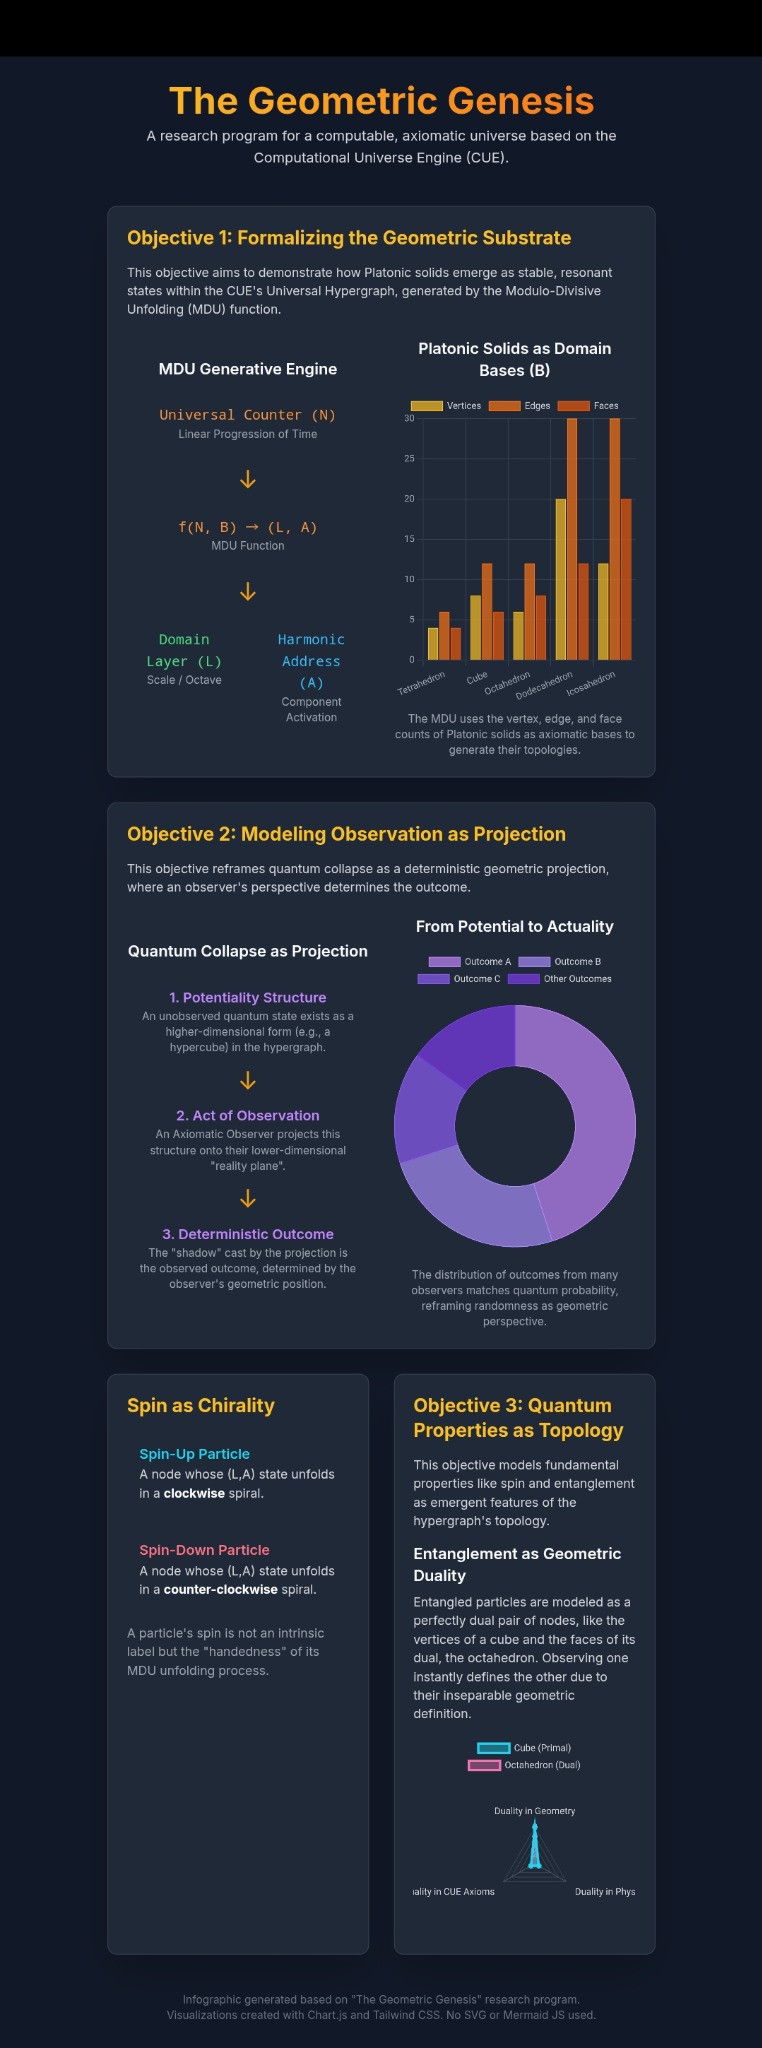 The Geometric Genesis
A research program for a computable, axiomatic universe based on the
Computational Universe Engine (CUE).
Objective 1: Formalizing the Geometric Substrate
This objective aims to demonstrate how Platonic solids emerge as stable, resonant
states within the CUE's Universal Hypergraph, generated by the Modulo-Divisive
Unfolding (MDU) function.
MDU Generative Engine
Universal Counter (N)
Linear Progression of Time
↓
f(N, B) → (L, A)
MDU Function
↓
Domain
Layer (L)
Scale / Octave
Harmonic
Address
(A)
Component
Activation
Platonic Solids as Domain
Bases (B)
Vertices Edges Faces
30
25
20
15
10
5
0
Tetrahedron Cube Octahedron Dodecahedron Icosahedron
The MDU uses the vertex, edge, and face
counts of Platonic solids as axiomatic bases to
generate their topologies.
Objective 2: Modeling Observation as Projection
This objective reframes quantum collapse as a deterministic geometric projection,
where an observer's perspective determines the outcome.
Quantum Collapse as Projection
1. Potentiality Structure
An unobserved quantum state exists as a
higher-dimensional form (e.g., a
hypercube) in the hypergraph.
↓
2. Act of Observation
An Axiomatic Observer projects this
structure onto their lower-dimensional
"reality plane".
↓
3. Deterministic Outcome
The "shadow" cast by the projection is
the observed outcome, determined by the
observer's geometric position.
From Potential to Actuality
Outcome A Outcome B
Outcome C Other Outcomes
The distribution of outcomes from many
observers matches quantum probability,
reframing randomness as geometric
perspective.
Spin as Chirality
Spin-Up Particle
A node whose (L,A) state unfolds
in a clockwise spiral.
Spin-Down Particle
A node whose (L,A) state unfolds
in a counter-clockwise spiral.
A particle's spin is not an intrinsic
label but the "handedness" of its
MDU unfolding process.
Objective 3: Quantum
Properties as Topology
This objective models fundamental
properties like spin and entanglement
as emergent features of the
hypergraph's topology.
Entanglement as Geometric
Duality
Entangled particles are modeled as a
perfectly dual pair of nodes, like the
vertices of a cube and the faces of its
dual, the octahedron. Observing one
instantly defines the other due to
their inseparable geometric
definition.
Cube (Primal)
Octahedron (Dual)
Duality in Geometry
uality in CUE Axioms Duality in Phys
Infographic generated based on "The Geometric Genesis" research program.
Visualizations created with Chart.js and Tailwind CSS. No SVG or Mermaid JS used.